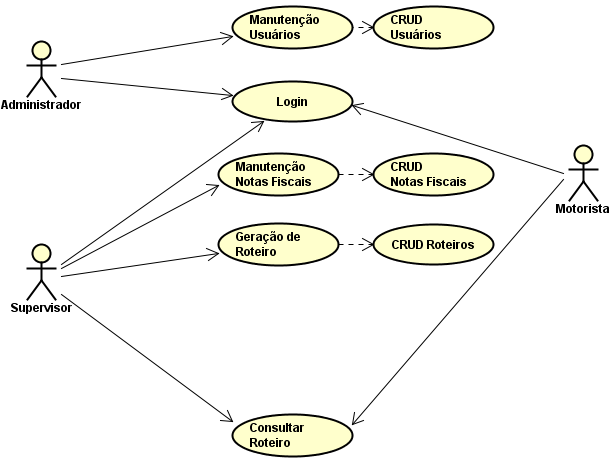 Manutenção
Usuários
CRUD
Usuários
Administrador
Login
Manutenção
Notas Fiscais
CRUD
Notas Fiscais
Motorista
Geração de
Roteiro
CRUD Roteiros
Supervisor
Consultar
Roteiro